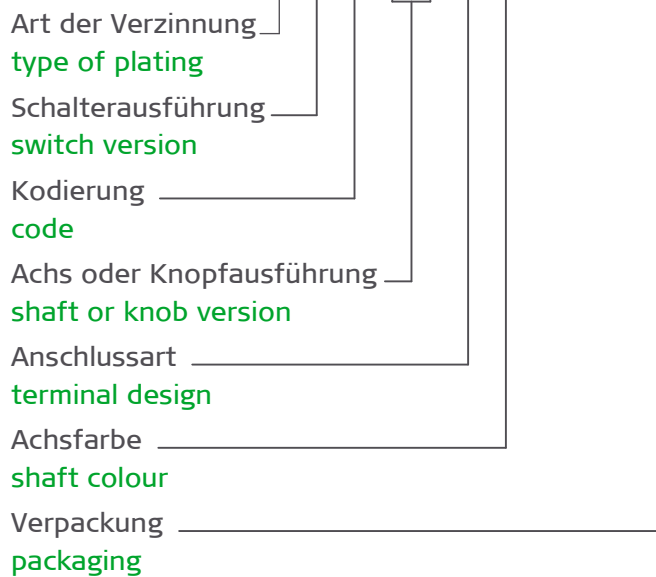 Art der Verzinnung
type of plating
Schalterausführung
switch version
Kodierung
code
Achs oder Knopfausführung
shaft or knob version
Anschlussart
terminal design
Achsfarbe
shaft colour
Verpackung
packaging